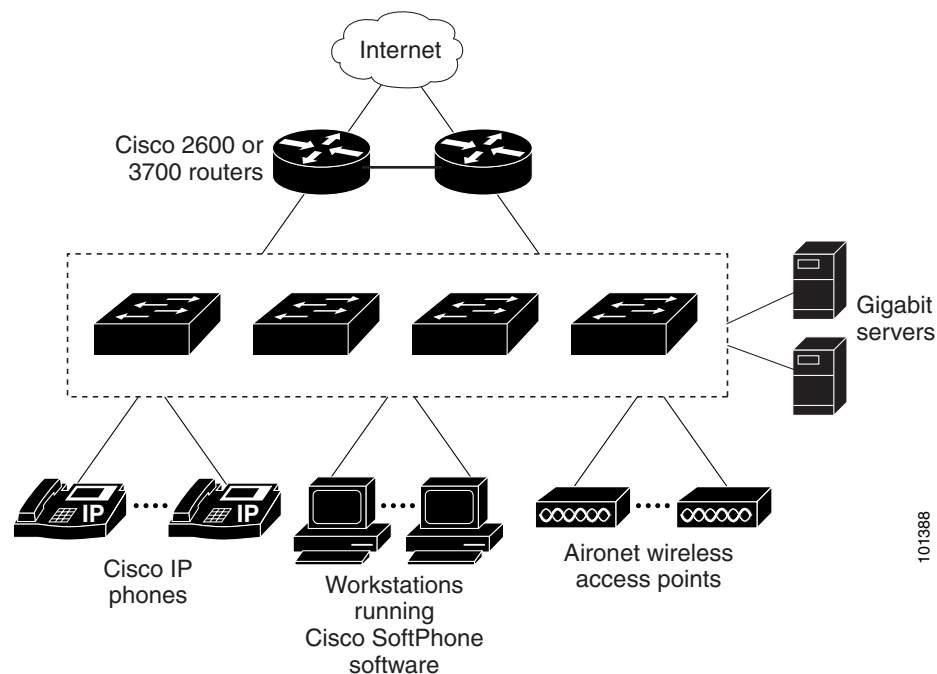 Internet
Cisco 2600 or
3700 routers
Gigabit
servers
IP
IP
Cisco IP
phones
Workstations
running
Cisco SoftPhone
software
Aironet wireless
access points
101388